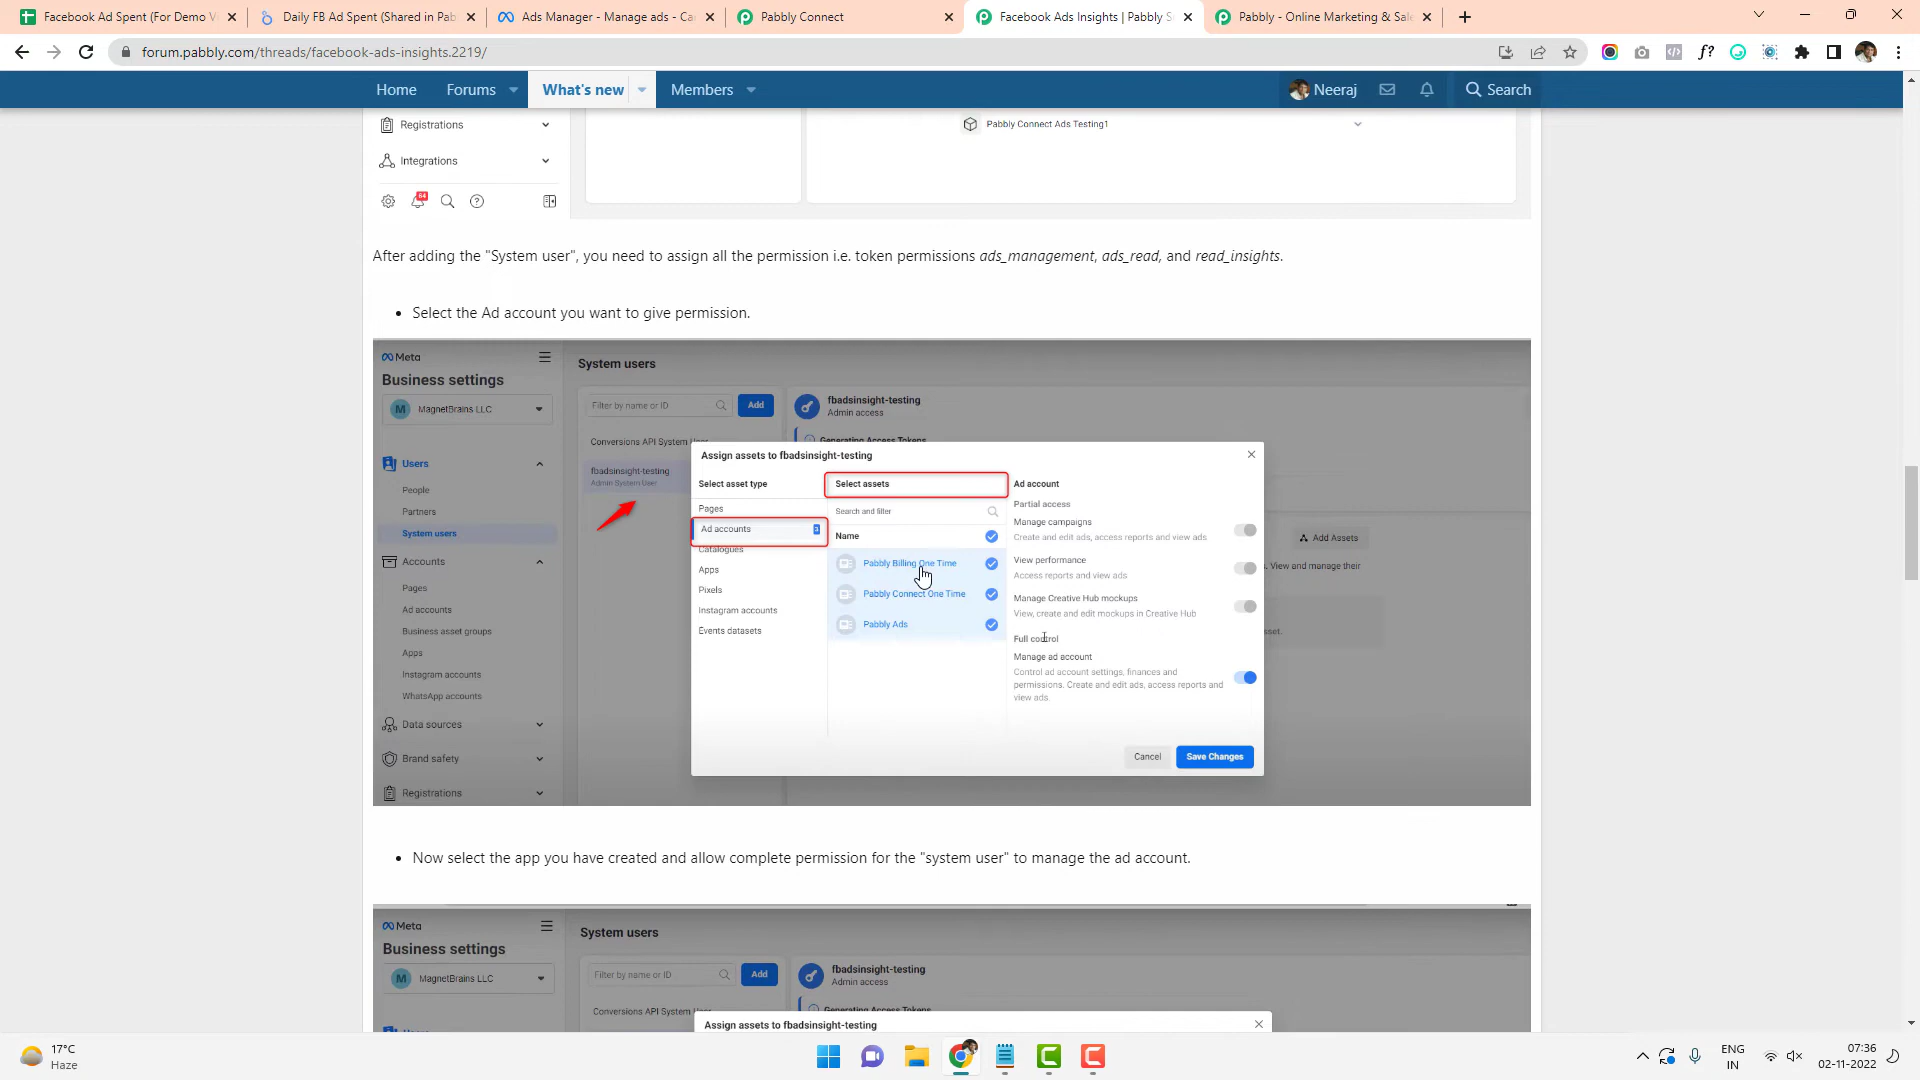 Facebook Ad Spent (For Demo V
Daily FB Ad Spent (Shared in Pab
Ads Manager - Manage ads - Ca
Pabbly Connect
Facebook Ads Insights | Pabbly S
Pabbly - Online Marketing & Sal
forum.pabbly.com/threads/facebook-ads-insights.2219/
Home
Forums
What's new
Members
Neeraj
Search
Registrations
Pabbly Connect Ads Testing1
Integrations
After adding the "System user", you need to assign all the permission i.e. token permissions ads_management, ads_read, and read_insights.
• Select the Ad account you want to give permission.
Meta
Business settings
MagnetBrains LLC
Users
People
Partners
System users
Accounts
Pages
Ad accounts
Business asset groups
Apps
Instagram accounts
WhatsApp accounts
Data sources
Brand safety
Registrations
System users
Filter by name or ID
Add
Conversions API System User
fbadsinsight-testing
Admin System User
fbadsinsight-testing
Admin access
Generating Access Tokens
Add Assets
. View and manage their
set.
Assign assets to fbadsinsight-testing
Select asset type
Pages
Ad accounts
3
Catalogues
Apps
Pixels
Instagram accounts
Events datasets
Select assets
Search and filter
Name
Pabbly Billing One Time
Pabbly Connect One Time
Pabbly Ads
Ad account
Partial access
Manage campaigns
Create and edit ads, access reports and view ads
View performance
Access reports and view ads
Manage Creative Hub mockups
View, create and edit mockups in Creative Hub
Full control
Manage ad account
Control ad account settings, finances and
permissions. Create and edit ads, access reports and
view ads.
Cancel
Save Changes
• Now select the app you have created and allow complete permission for the "system user" to manage the ad account.
Meta
Business settings
MagnetBrains LLC
System users
Filter by name or ID
Add
Conversions API System User
fbadsinsight-testing
Admin access
Generating Access Tokens
Assign assets to fbadsinsight-testing
17°C
Haze
ENG
IN
07:36
02-11-2022